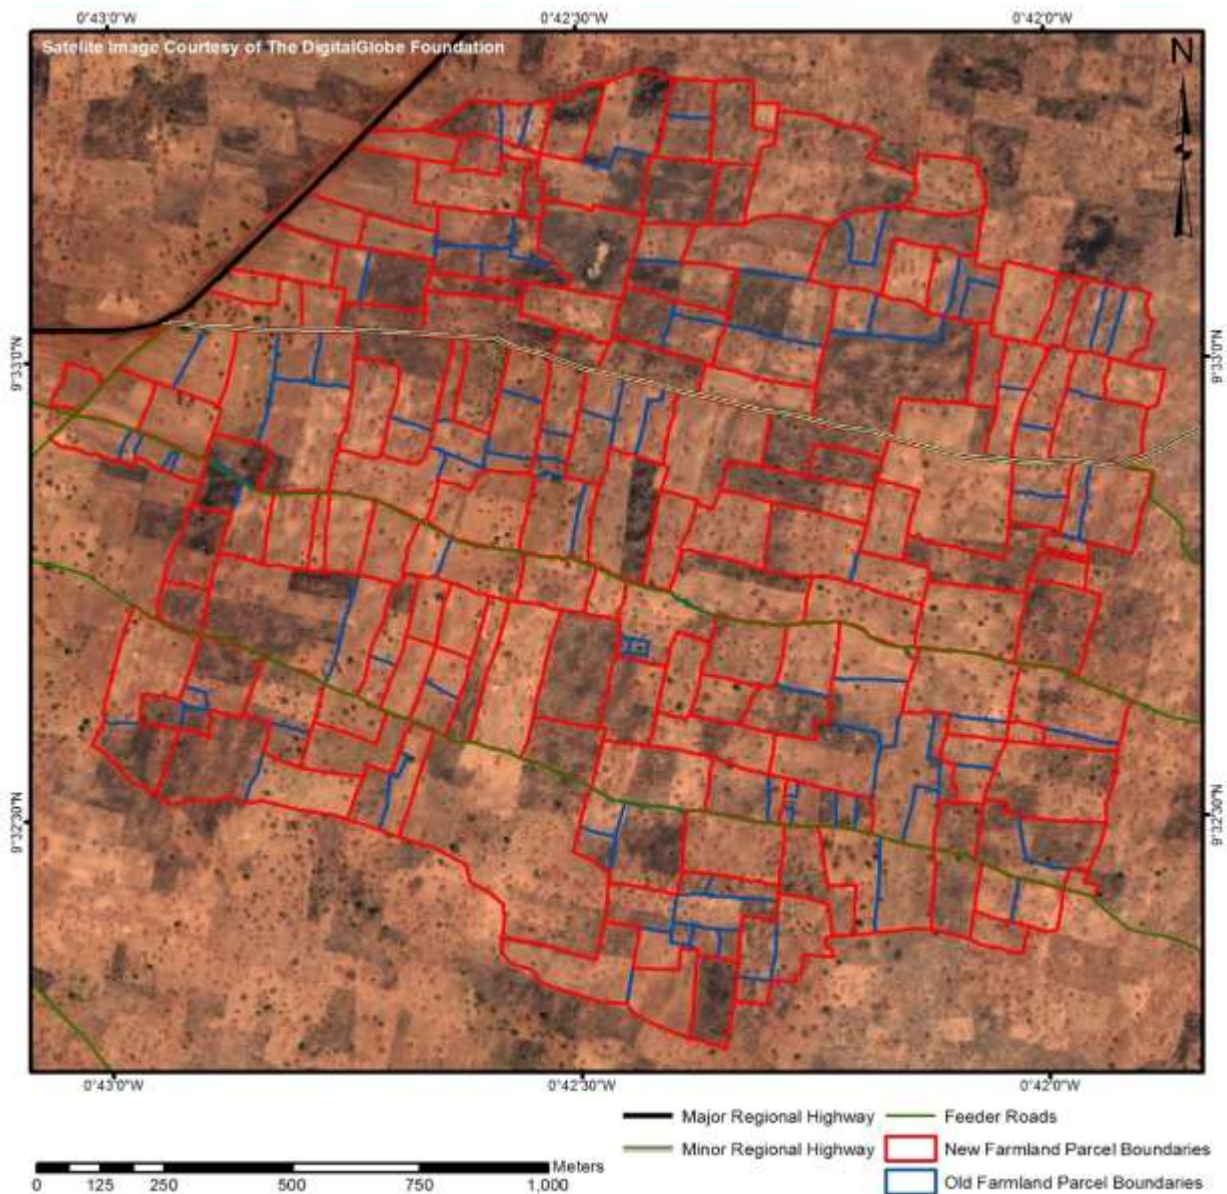 0°43'0"W 0°42'30"W 0°42'0"W
Satelite Image Courtesy of The DigitalGlobe Foundation
N
9°33'0"N 9°33'0"N
9°32'30"N 9°32'30"N
0°43'0"W 0°42'30"W 0°42'0"W
Major Regional Highway Feeder Roads
Minor Regional Highway New Farmland Parcel Boundaries
Old Farmland Parcel Boundaries
Meters
0 125 250 500 750 1,000